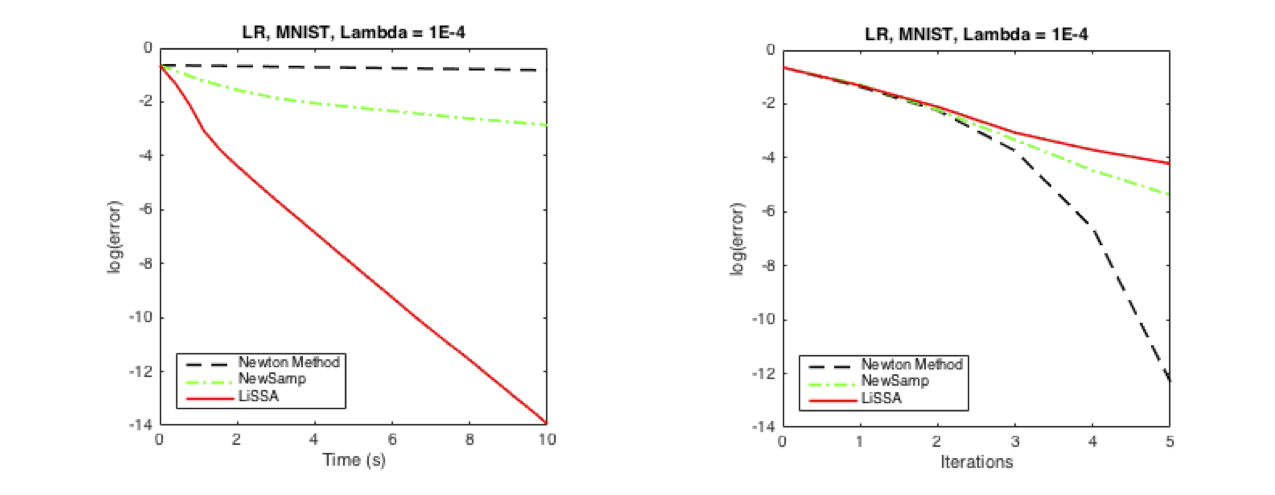 LR, MNIST, Lambda = 1E-4
0
-2
-4
-6
-8
-10
-12
-14
log(error)
Newton Method
NewSamp
LiSSA
0 2 4 6 8 10
Time (s)
LR, MNIST, Lambda = 1E-4
0
-2
-4
-6
-8
-10
-12
-14
log(error)
Newton Method
NewSamp
LiSSA
0 1 2 3 4 5
Iterations